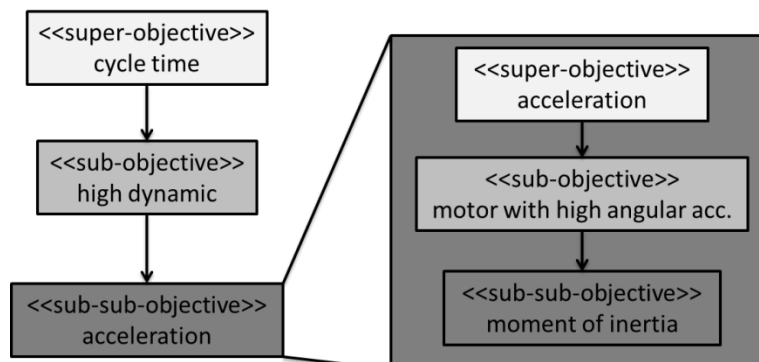 <<super-objective>>
cycle time
<<sub-objective>>
high dynamic
<<sub-sub-objective>>
acceleration
<<super-objective>>
acceleration
<<sub-objective>>
motor with high angular acc.
<<sub-sub-objective>>
moment of inertia